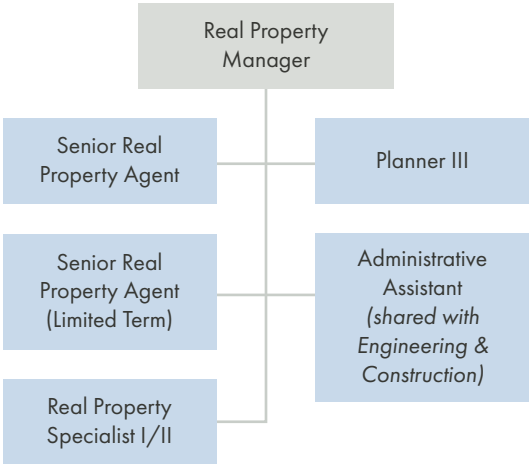 Real Property
Manager
Senior Real
Property Agent
Planner III
Senior Real
Property Agent
(Limited Term)
Administrative
Assistant
(shared with
Engineering &
Construction)
Real Property
Specialist I/II